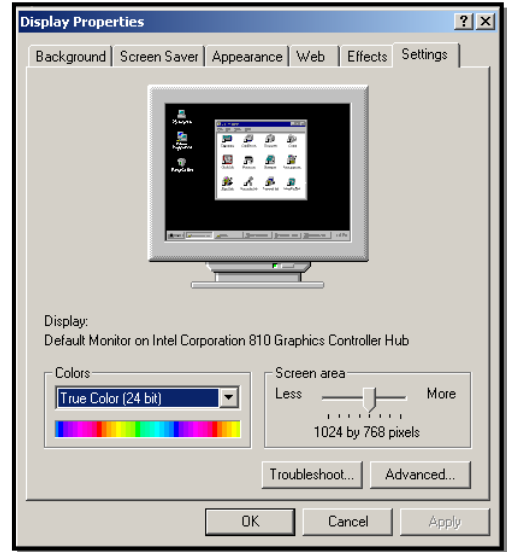 Display Properties
Background Screen Saver Appearance Web Effects Settings
Display:
Default Monitor on Intel Corporation 810 Graphics Controller Hub
Colors
True Color (24 bit)
Screen area
Less More
1024 by 768 pixels
Troubleshoot... Advanced...
OK Cancel Apply